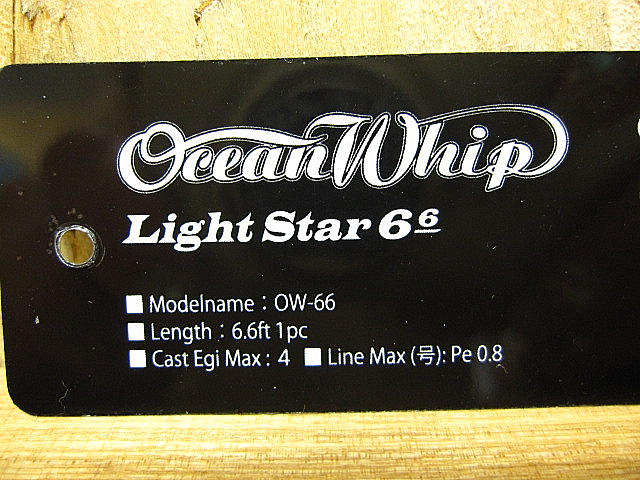 OceanWhip
Light Star 66
■ Modelname : OW-66
■ Length : 6.6ft 1pc
■ Cast Egi Max : 4 ■ Line Max (号): Pe 0.8